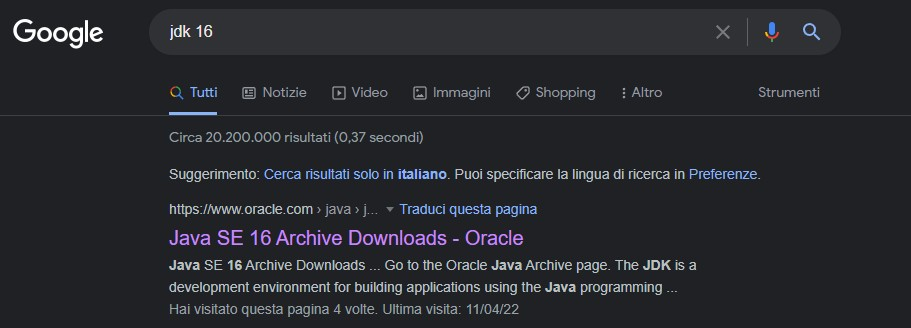 Google
jdk 16
Tutti Notizie Video Immagini Shopping Altro Strumenti
Circa 20.200.000 risultati (0,37 secondi)
Suggerimento: Cerca risultati solo in italiano. Puoi specificare la lingua di ricerca in Preferenze.
https://www.oracle.com › java › j... Traduci questa pagina
Java SE 16 Archive Downloads - Oracle
Java SE 16 Archive Downloads ... Go to the Oracle Java Archive page. The JDK is a
development environment for building applications using the Java programming ...
Hai visitato questa pagina 4 volte. Ultima visita: 11/04/22